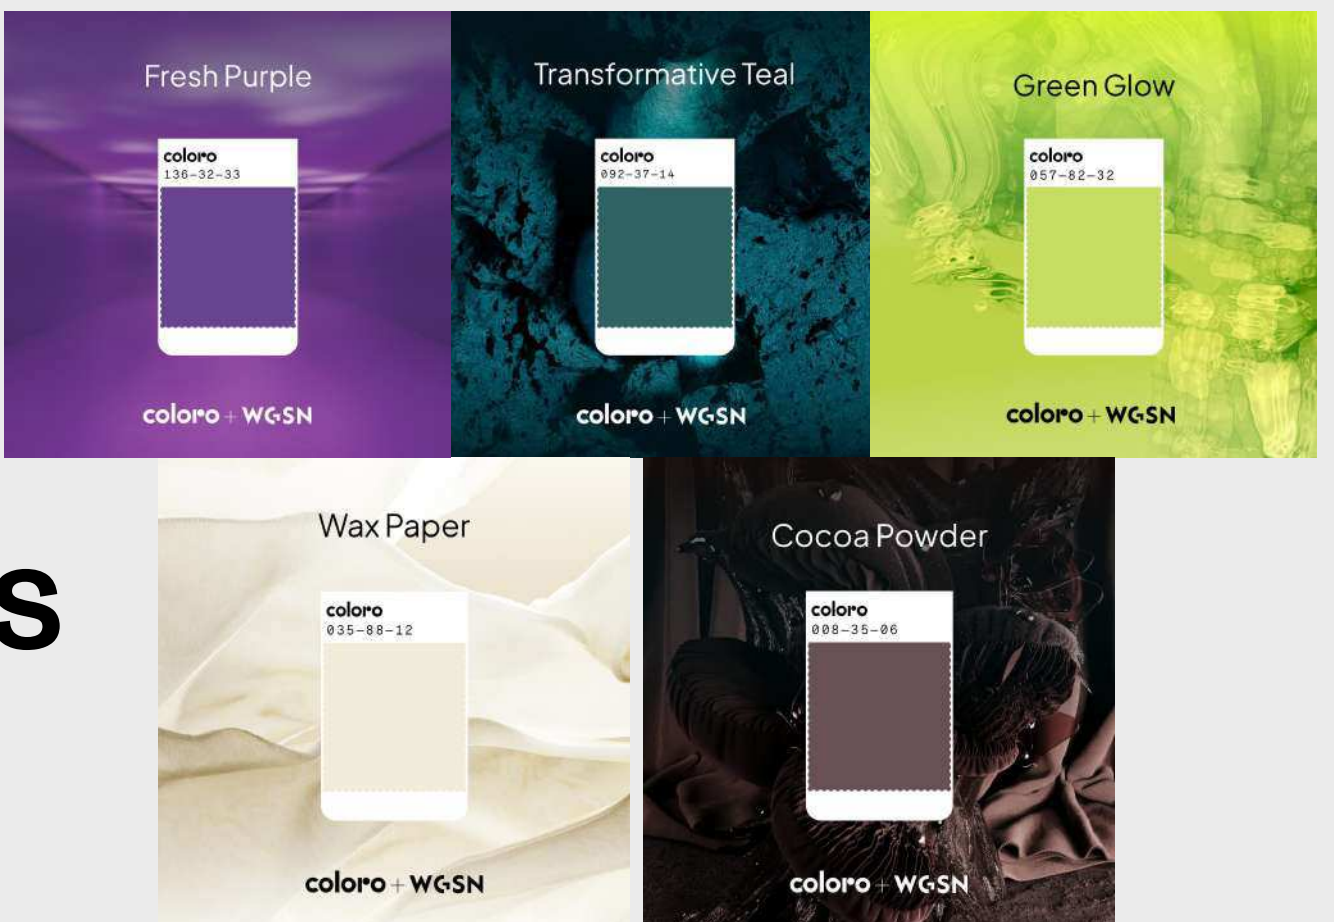 Fresh Purple
coloro
136-32-33
coloro + WGSN
Transformative Teal
coloro
092-37-14
coloro + WGSN
Green Glow
coloro
057-82-32
coloro + WGSN
S
Wax Paper
coloro
035-88-12
coloro + WGSN
Cocoa Powder
coloro
008-35-06
coloro + WGSN